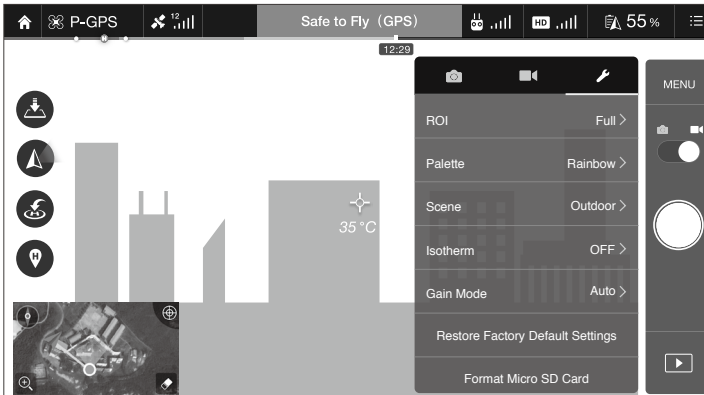 P-GPS
12
Safe to Fly (GPS)
HD
55 %
H
12:29
MENU
ROI
Full >
Palette
Rainbow >
Scene
Outdoor >
Isotherm
OFF >
Gain Mode
Auto >
Restore Factory Default Settings
Format Micro SD Card
35°C
H
H